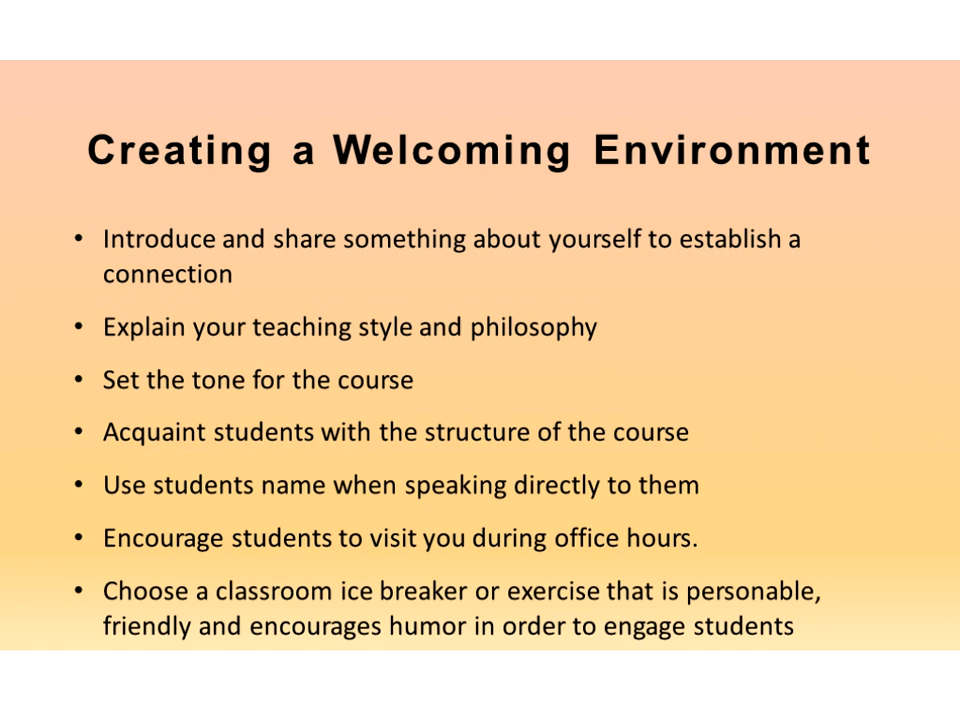 Creating a Welcoming Environment
• Introduce and share something about yourself to establish a
connection
• Explain your teaching style and philosophy
• Set the tone for the course
• Acquaint students with the structure of the course
• Use students name when speaking directly to them
• Encourage students to visit you during office hours.
• Choose a classroom ice breaker or exercise that is personable,
friendly and encourages humor in order to engage students